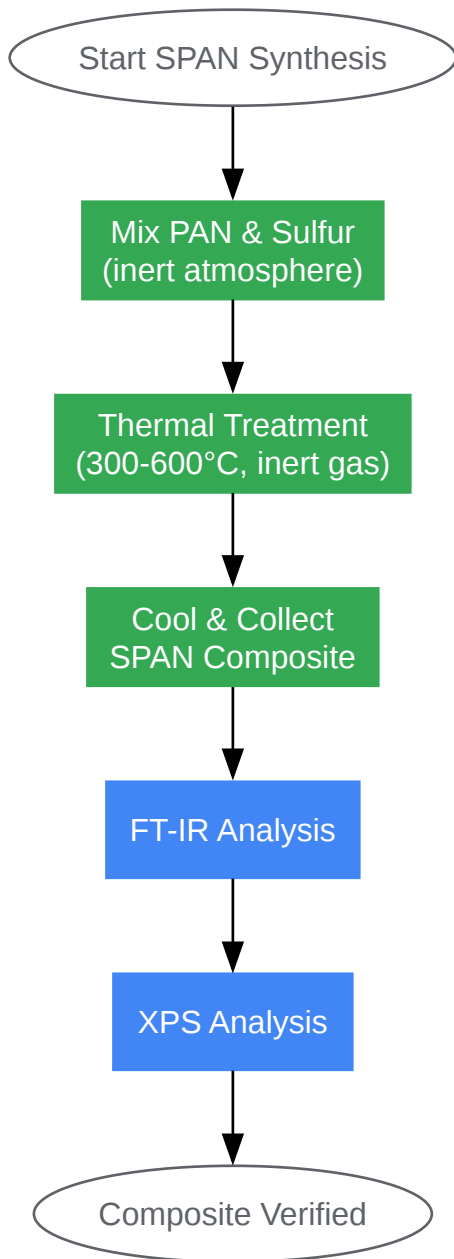 Start SPAN Synthesis
Mix PAN & Sulfur
(inert atmosphere)
Thermal Treatment
(300-600°C, inert gas)
Cool & Collect
SPAN Composite
FT-IR Analysis
XPS Analysis
Composite Verified